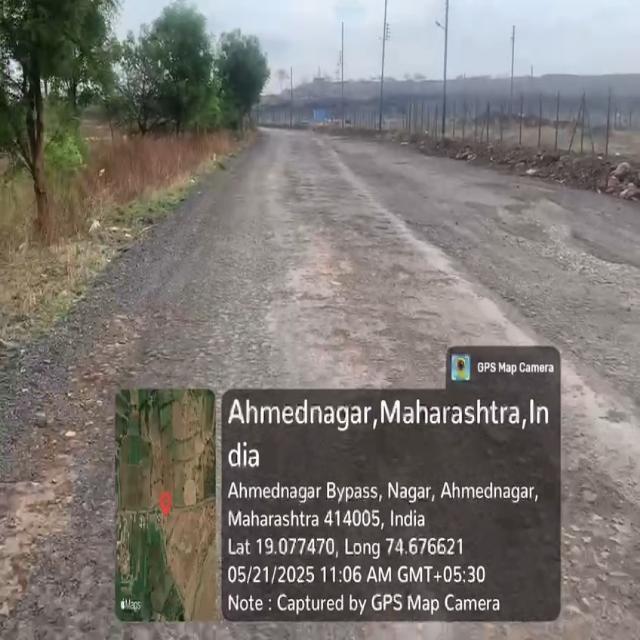 GPS Map Camera
Ahmednagar,Maharashtra,In
dia
Ahmednagar Bypass, Nagar, Ahmednagar,
Maharashtra 414005, India
Lat 19.077470, Long 74.676621
05/21/2025 11:06 AM GMT+05:30
Note : Captured by GPS Map Camera
Maps